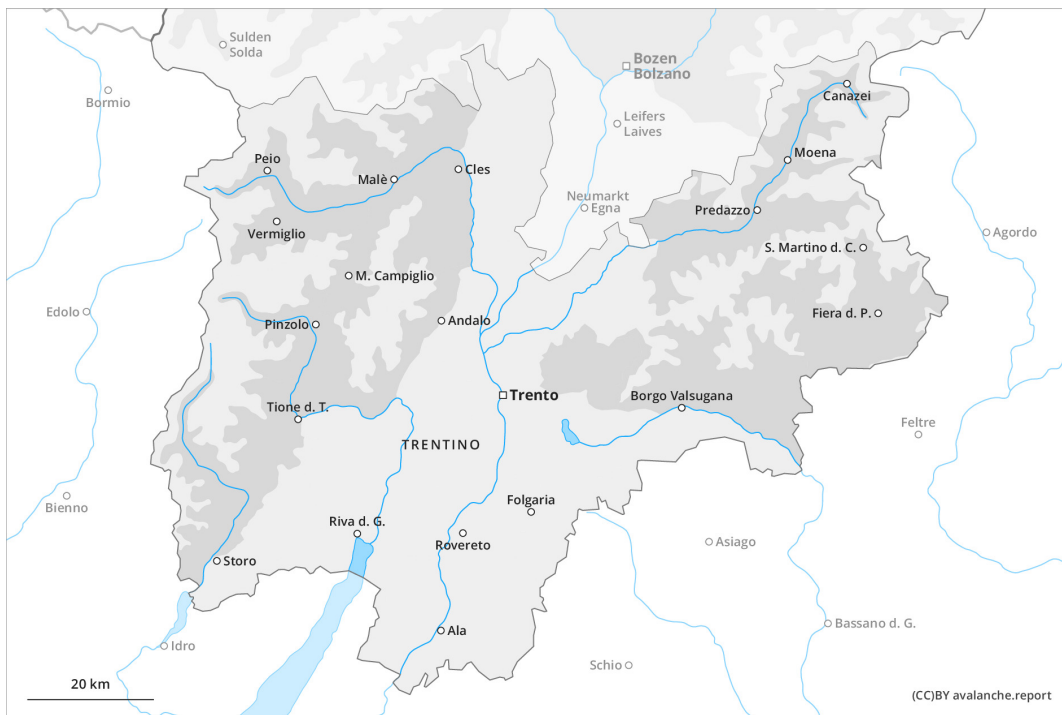 Sulden
Solda
Bozen
Bolzano
Bormio
Canazei
Leifers
Laives
Moena
Peio
Malè
Cles
Neumarkt
Egna
Predazzo
Vermiglio
Agordo
S. Martino d. C.
M. Campiglio
Edolo
Pinzolo
Andalo
Fiera d. P.
Trento
Borgo Valsugana
Tione d. T.
Feltre
TRENTINO
Bienno
Folgaria
Riva d. G.
Rovereto
Asiago
Storo
Bassano d. G.
Ala
Idro
Schio
20 km
(CC)BY avalanche.report